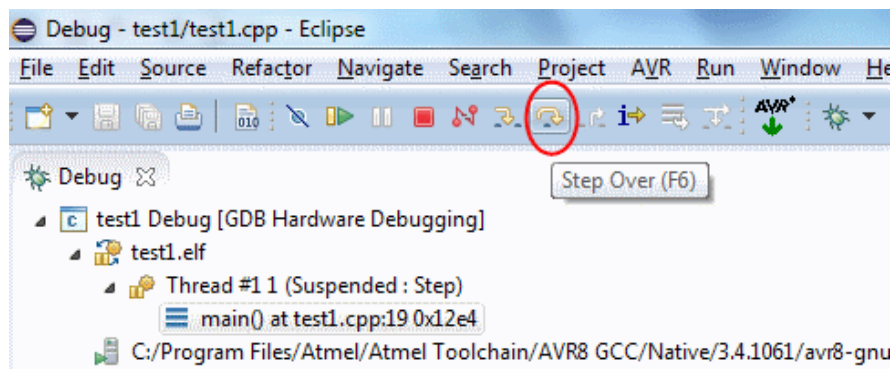 Debug - test1/test1.cpp - Eclipse
File Edit Source Refactor Navigate Search Project AVR Run Window He
010 i AVR*
Debug
Step Over (F6)
c test1 Debug [GDB Hardware Debugging]
test1.elf
Thread #1 1 (Suspended : Step)
main() at test1.cpp:19 0x12e4
C:/Program Files/Atmel/Atmel Toolchain/AVR8 GCC/Native/3.4.1061/avr8-gnu